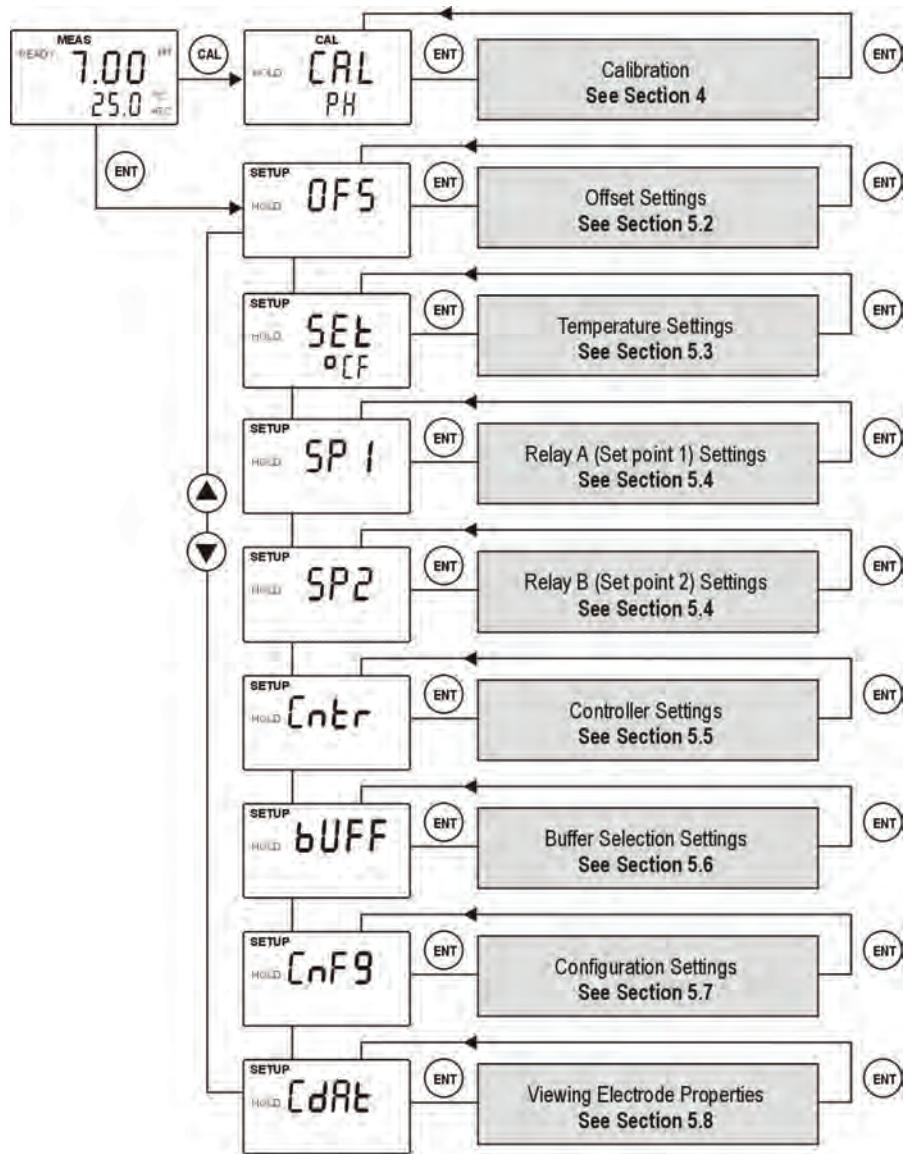 MEAS
READY
7.00 pH
25.0
CAL
CAL
HOLD
CAL
PH
ENT
Calibration
See Section 4
ENT
ENT
SETUP
HOLD
OFS
ENT
Offset Settings
See Section 5.2
ENT
SETUP
HOLD
SEt
°CF
ENT
Temperature Settings
See Section 5.3
ENT
SETUP
HOLD
SP1
ENT
Relay A (Set point 1) Settings
See Section 5.4
ENT
SETUP
HOLD
SP2
ENT
Relay B (Set point 2) Settings
See Section 5.4
ENT
SETUP
HOLD
Cntr
ENT
Controller Settings
See Section 5.5
ENT
SETUP
HOLD
bUFF
ENT
Buffer Selection Settings
See Section 5.6
ENT
SETUP
HOLD
CnF9
ENT
Configuration Settings
See Section 5.7
ENT
SETUP
HOLD
CdAt
ENT
Viewing Electrode Properties
See Section 5.8
ENT